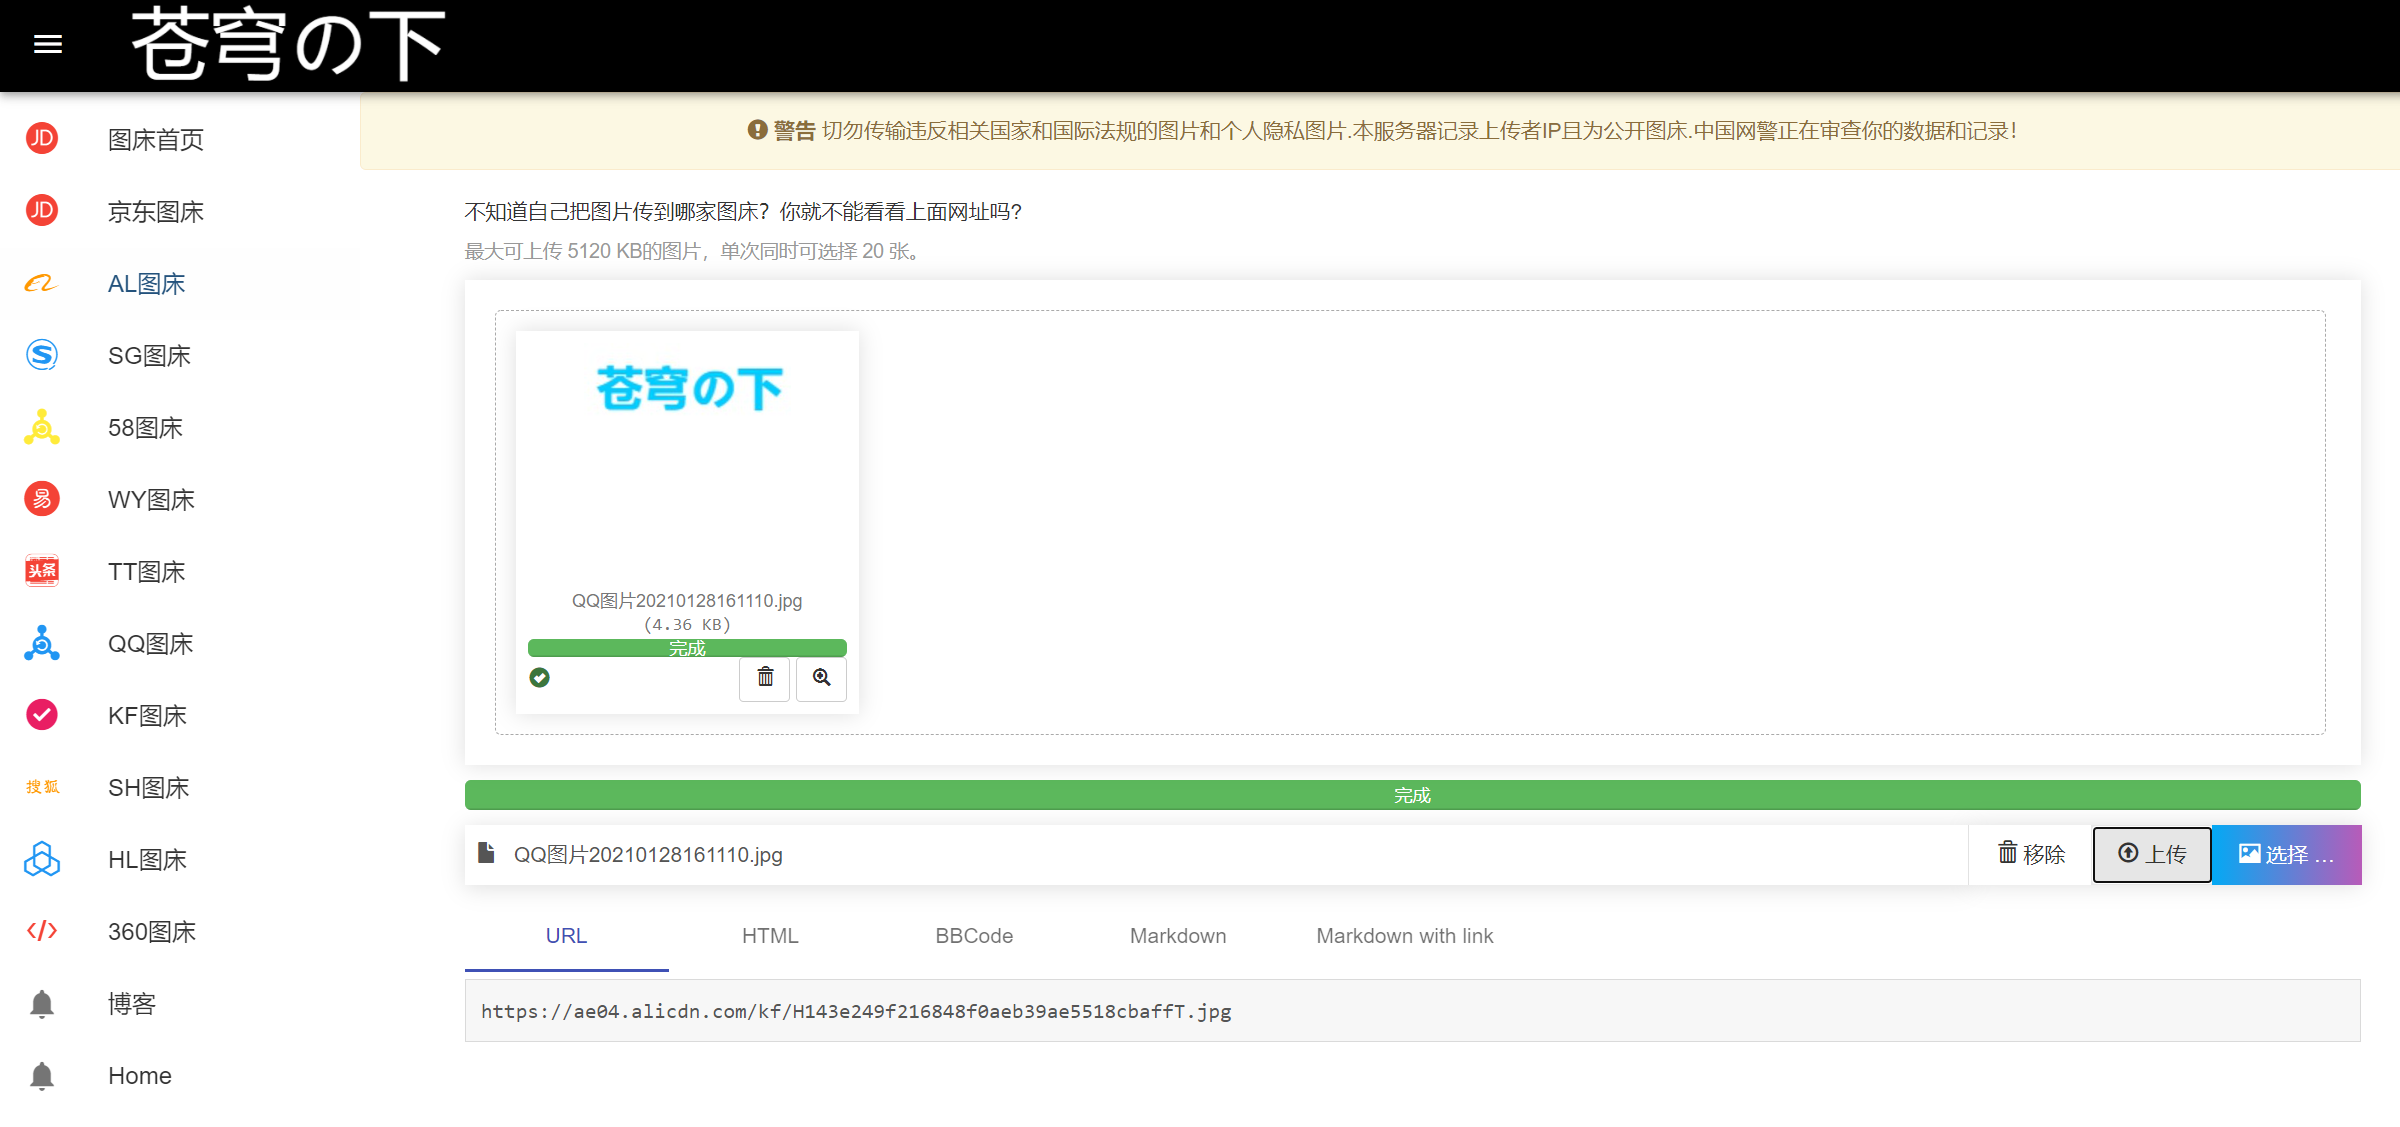 苍穹の下
警告 切勿传输违反相关国家和国际法规的图片和个人隐私图片.本服务器记录上传者IP且为公开图床.中国网警正在审查你的数据和记录!
JD 图床首页
JD 京东图床
AL图床
SG图床
58图床
易 WY图床
头条 TT图床
QQ图床
KF图床
搜狐 SH图床
HL图床
360图床
博客
Home
不知道自己把图片传到哪家图床？你就不能看看上面网址吗?
最大可上传 5120 KB的图片，单次同时可选择 20 张。
苍穹の下
QQ图片20210128161110.jpg
(4.36 KB)
完成
完成
QQ图片20210128161110.jpg 移除 上传 选择 ...
URL HTML BBCode Markdown Markdown with link
https://ae04.alicdn.com/kf/H143e249f216848f0aeb39ae5518cbaffT.jpg